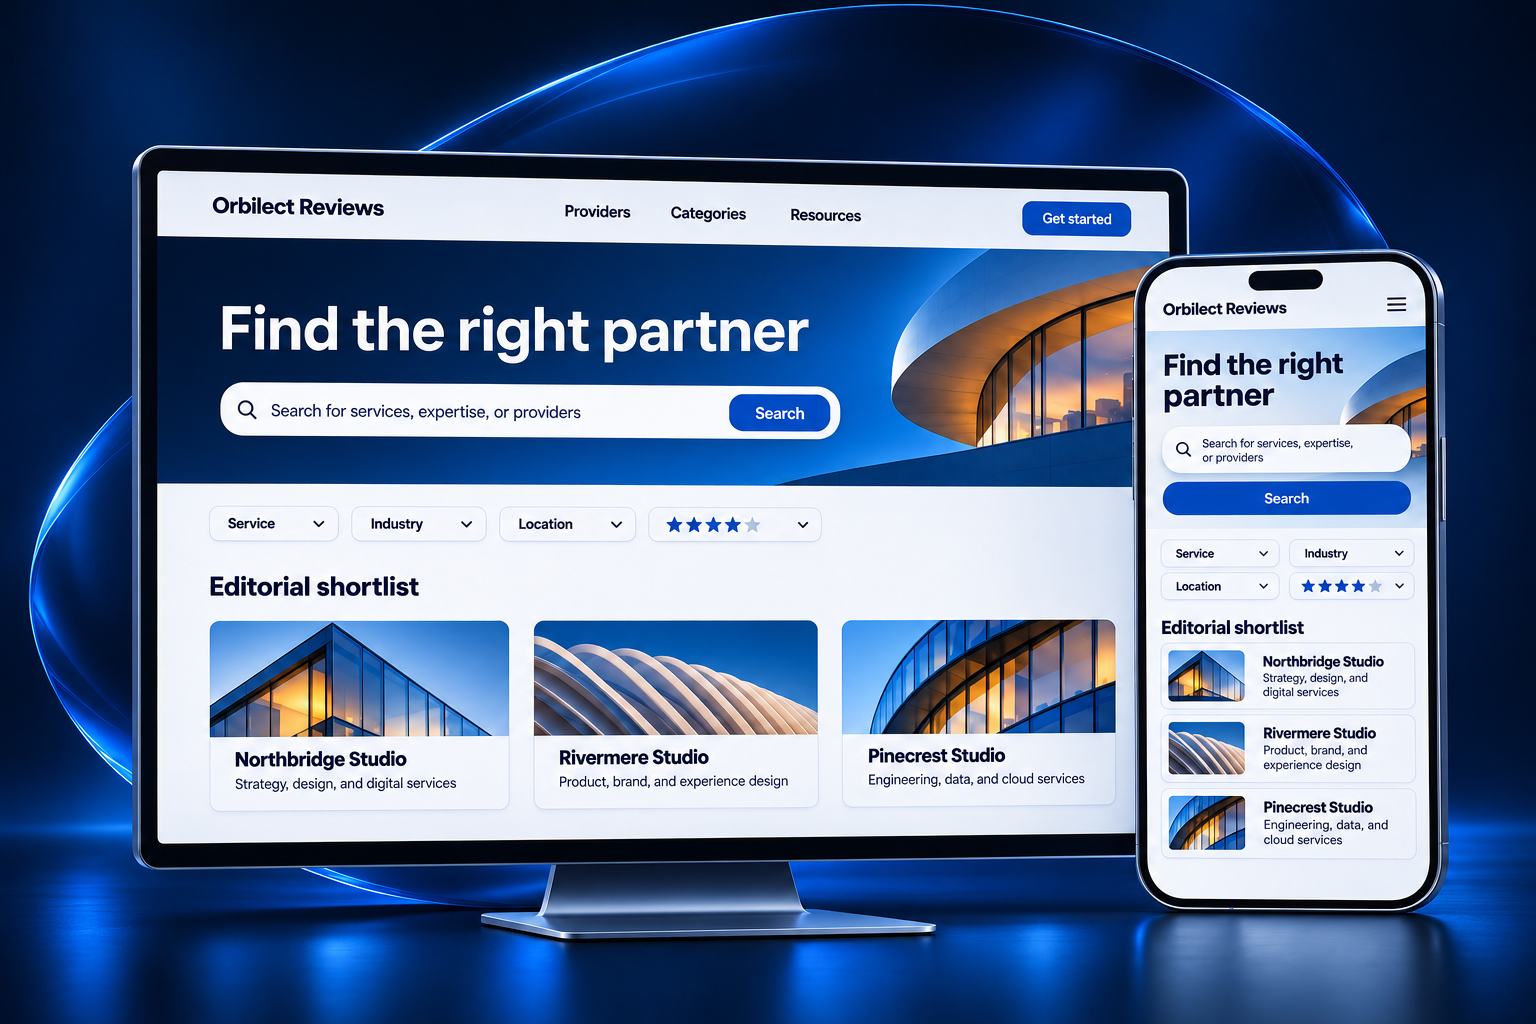 Orbilect Reviews
Providers
Categories
Resources
Get started
Find the right partner
Search for services, expertise, or providers
Search
Service
Industry
Location
Editorial shortlist
Northbridge Studio
Strategy, design, and digital services
Rivermere Studio
Product, brand, and experience design
Pinecrest Studio
Engineering, data, and cloud services
Orbilect Reviews
Find the right
partner
Search for services, expertise,
or providers
Search
Service
Industry
Location
Editorial shortlist
Northbridge Studio
Strategy, design, and
digital services
Rivermere Studio
Product, brand, and
experience design
Pinecrest Studio
Engineering, data, and
cloud services